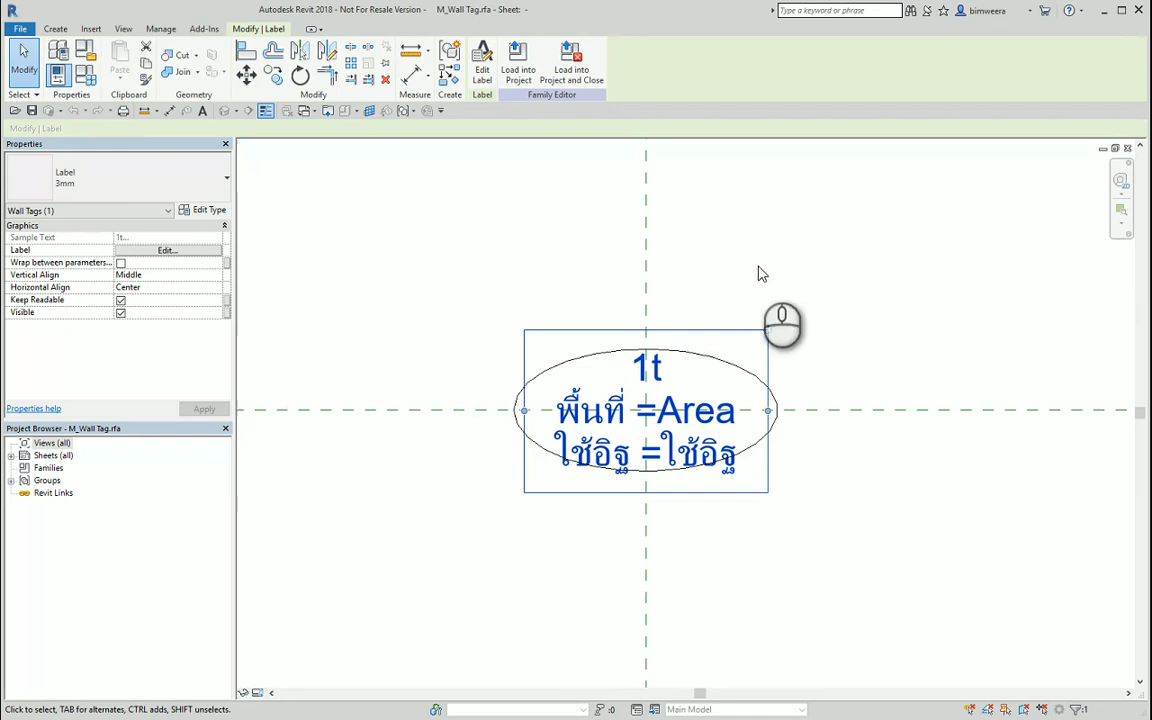 Autodesk Revit 2018 - Not For Resale Version - M_Wall Tag.rfa - Sheet: -
Type a keyword or phrase
bimweera
File Create Insert View Manage Add-Ins Modify | Label
Modify
Paste
Cut
Join
Edit Label
Load into Project
Load into Project and Close
Select Properties Clipboard Geometry Modify Measure Create Label Family Editor
Modify | Label
Properties
Label
3mm
Wall Tags (1)
Edit Type
Graphics
Sample Text 1t...
Label Edit...
Wrap between parameters...
Vertical Align Middle
Horizontal Align Center
Keep Readable
Visible
Properties help
Apply
Project Browser - M_Wall Tag.rfa
Views (all)
Sheets (all)
Families
Groups
Revit Links
1t
พื้นที่ =Area
ใช้อิฐ =ใช้อิฐ
Click to select, TAB for alternates, CTRL adds, SHIFT unselects.
:0
Main Model
:1